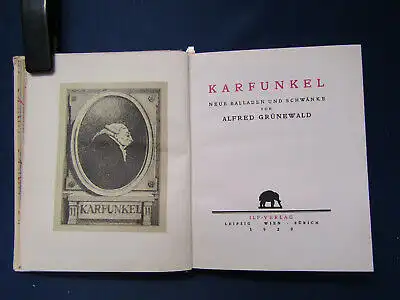 KARFUNKEL
KARFUNKEL
NEUE BALLADEN UND SCHWÄNKE
VON
ALFRED GRÜNEWALD
ILF-VERLAG
LEIPZIG WIEN ZÜRICH